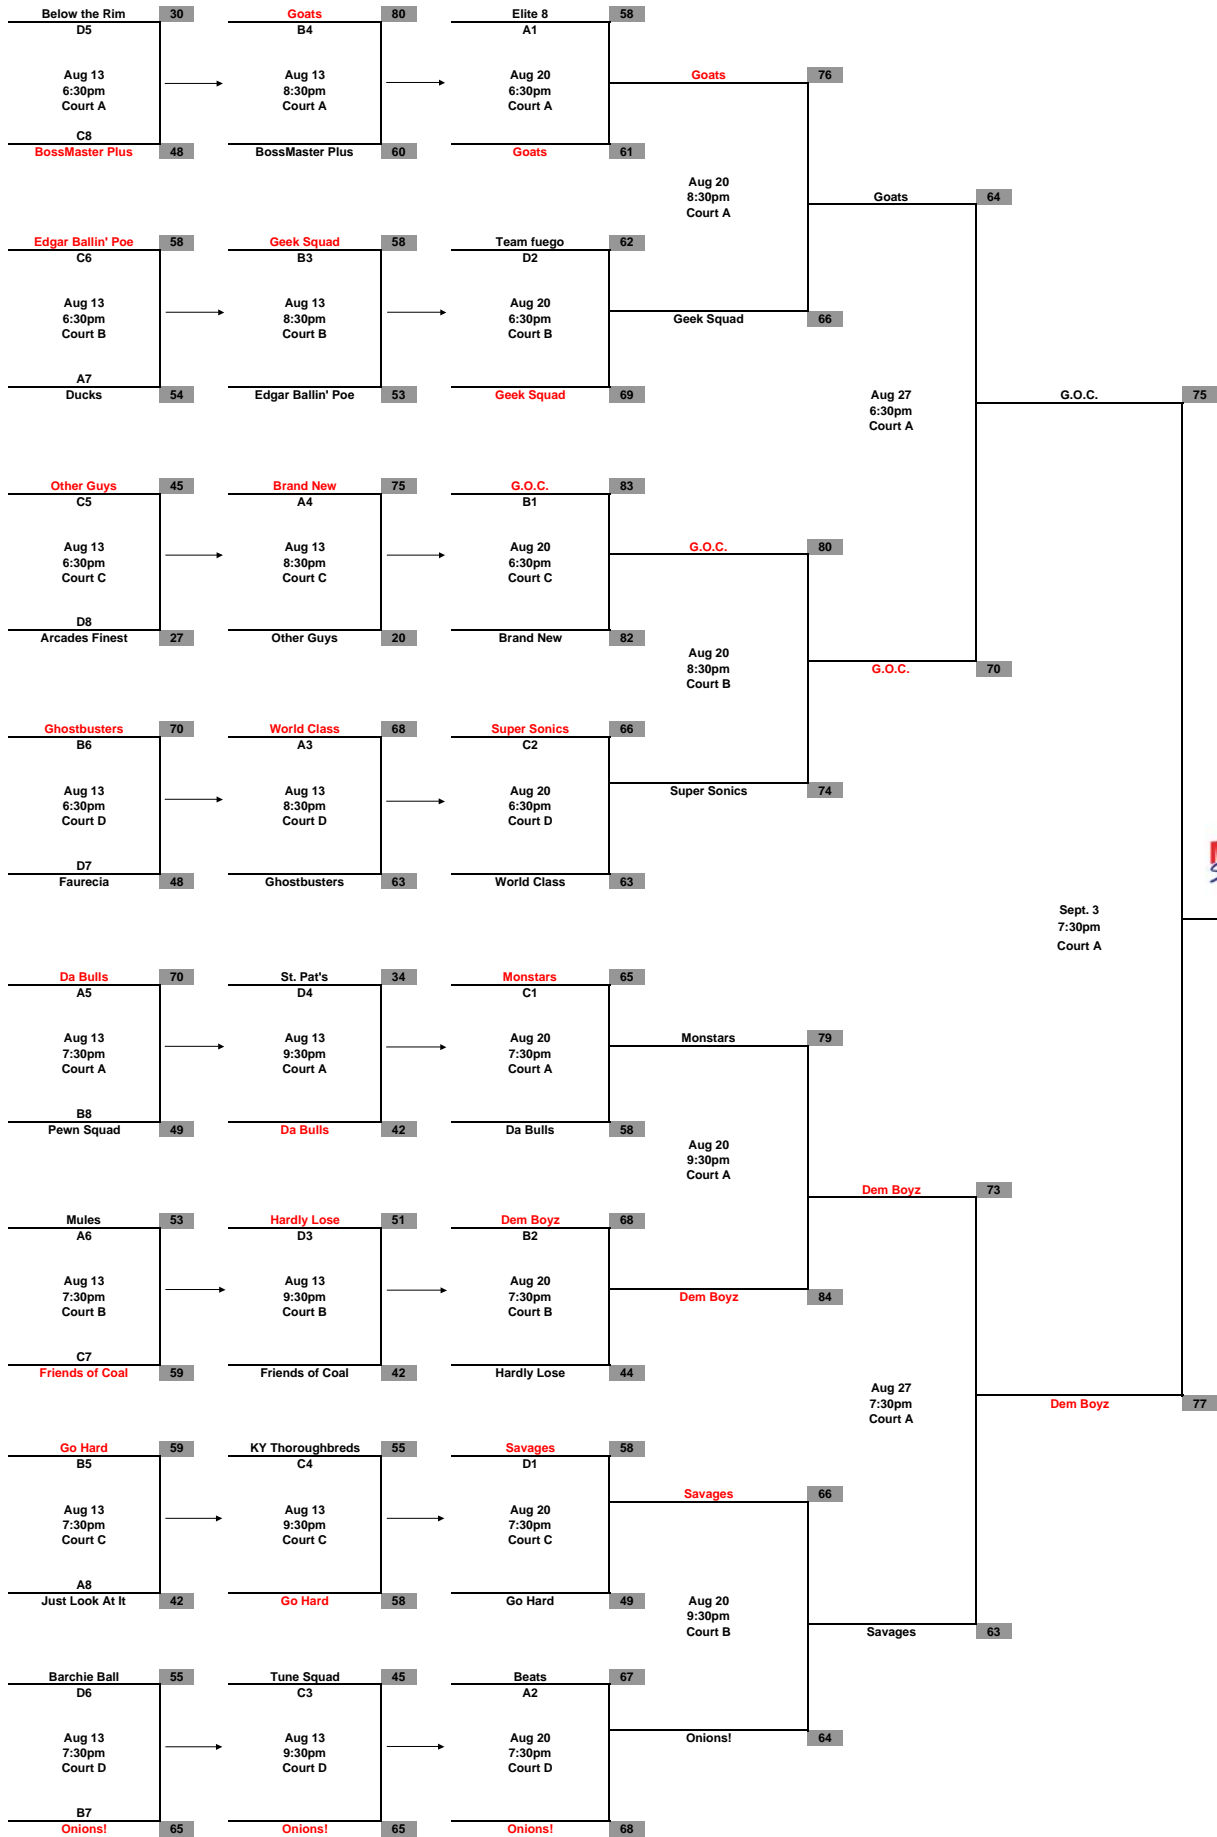 Below the Rim 30
D5
Aug 13
6:30pm
Court A
C8
BossMaster Plus 48
Goats 80
B4
Aug 13
8:30pm
Court A
BossMaster Plus 60
Elite 8 58
A1
Aug 20
6:30pm
Court A
Goats 61
Edgar Ballin' Poe 58
C6
Aug 13
6:30pm
Court B
A7
Ducks 54
Geek Squad 58
B3
Aug 13
8:30pm
Court B
Edgar Ballin' Poe 53
Team fuego 62
D2
Aug 20
6:30pm
Court B
Geek Squad 69
Other Guys 45
C5
Aug 13
6:30pm
Court C
D8
Arcades Finest 27
Brand New 75
A4
Aug 13
8:30pm
Court C
Other Guys 20
G.O.C. 83
B1
Aug 20
6:30pm
Court C
Brand New 82
Ghostbusters 70
B6
Aug 13
6:30pm
Court D
D7
Faurecia 48
World Class 68
A3
Aug 13
8:30pm
Court D
Ghostbusters 63
Super Sonics 66
C2
Aug 20
6:30pm
Court D
World Class 63
Da Bulls 70
A5
Aug 13
7:30pm
Court A
B8
Pewn Squad 49
St. Pat's 34
D4
Aug 13
9:30pm
Court A
Da Bulls 42
Monstars 65
C1
Aug 20
7:30pm
Court A
Da Bulls 58
Mules 53
A6
Aug 13
7:30pm
Court B
C7
Friends of Coal 59
Hardly Lose 51
D3
Aug 13
9:30pm
Court B
Friends of Coal 42
Dem Boyz 68
B2
Aug 20
7:30pm
Court B
Hardly Lose 44
Go Hard 59
B5
Aug 13
7:30pm
Court C
A8
Just Look At It 42
KY Thoroughbreds 55
C4
Aug 13
9:30pm
Court C
Go Hard 58
Savages 58
D1
Aug 20
7:30pm
Court C
Go Hard 49
Barchie Ball 55
D6
Aug 13
7:30pm
Court D
B7
Onions! 65
Tune Squad 45
C3
Aug 13
9:30pm
Court D
Onions! 65
Beats 67
A2
Aug 20
7:30pm
Court D
Onions! 68
Goats 76
Aug 20
8:30pm
Court A
Geek Squad 66
G.O.C. 80
Aug 20
8:30pm
Court B
Super Sonics 74
Monstars 79
Aug 20
9:30pm
Court A
Dem Boyz 84
Savages 66
Aug 20
9:30pm
Court B
Onions! 64
Goats 64
Aug 27
6:30pm
Court A
G.O.C. 70
Dem Boyz 73
Aug 27
7:30pm
Court A
Savages 63
G.O.C. 75
Sept. 3
7:30pm
Court A
Dem Boyz 77